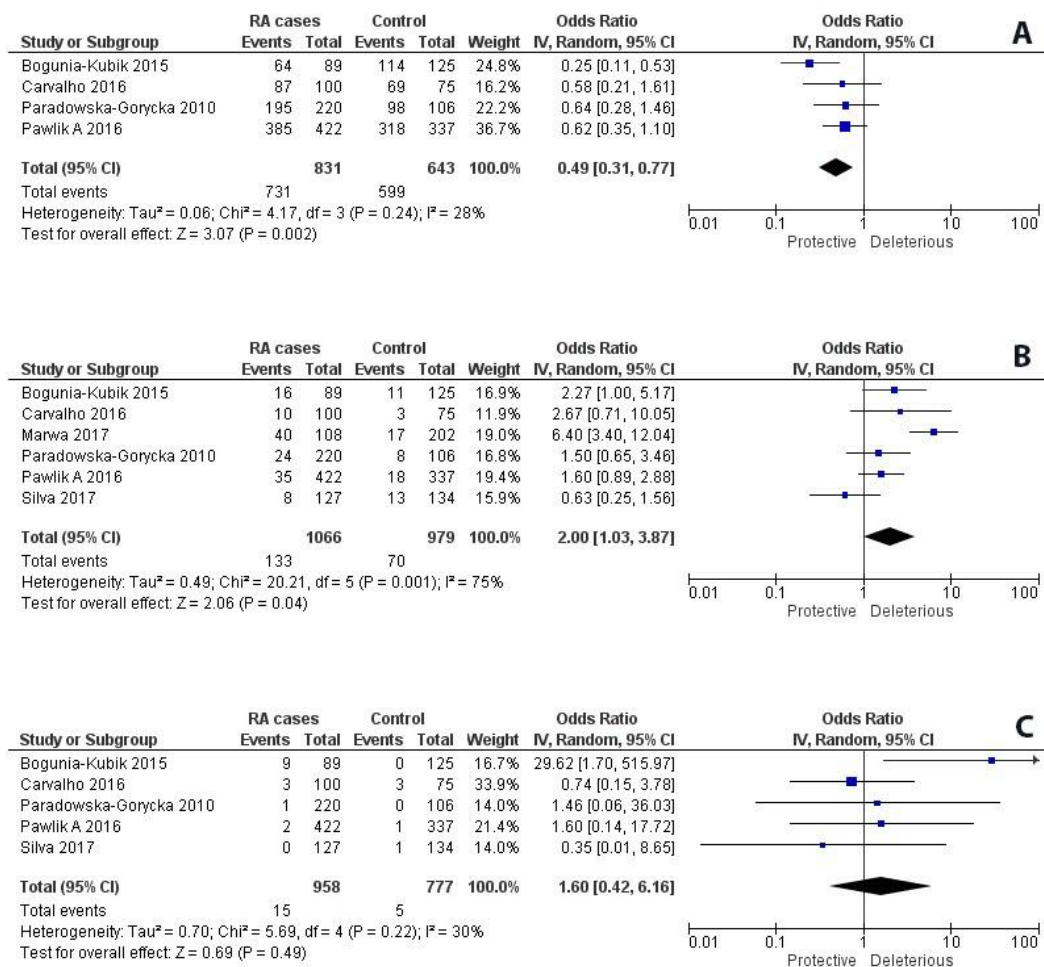 RA cases Control Odds Ratio Odds Ratio A
Study or Subgroup Events Total Events Total Weight IV, Random, 95% CI IV, Random, 95% CI
Bogunia-Kubik 2015 64 89 114 125 24.8% 0.25 [0.11, 0.53]
Carvalho 2016 87 100 69 75 16.2% 0.58 [0.21, 1.61]
Paradowska-Gorycka 2010 195 220 98 106 22.2% 0.64 [0.28, 1.46]
Pawlik A 2016 385 422 318 337 36.7% 0.62 [0.35, 1.10]
Total (95% CI) 831 643 100.0% 0.49 [0.31, 0.77]
Total events 731 599
Heterogeneity: Tau² = 0.06; Chi² = 4.17, df = 3 (P = 0.24); I² = 28%
Test for overall effect: Z = 3.07 (P = 0.002)
0.01 0.1 1 10 100
Protective Deleterious
RA cases Control Odds Ratio Odds Ratio B
Study or Subgroup Events Total Events Total Weight IV, Random, 95% CI IV, Random, 95% CI
Bogunia-Kubik 2015 16 89 11 125 16.9% 2.27 [1.00, 5.17]
Carvalho 2016 10 100 3 75 11.9% 2.67 [0.71, 10.05]
Marwa 2017 40 108 17 202 19.0% 6.40 [3.40, 12.04]
Paradowska-Gorycka 2010 24 220 8 106 16.8% 1.50 [0.65, 3.46]
Pawlik A 2016 35 422 18 337 19.4% 1.60 [0.89, 2.88]
Silva 2017 8 127 13 134 15.9% 0.63 [0.25, 1.56]
Total (95% CI) 1066 979 100.0% 2.00 [1.03, 3.87]
Total events 133 70
Heterogeneity: Tau² = 0.49; Chi² = 20.21, df = 5 (P = 0.001); I² = 75%
Test for overall effect: Z = 2.06 (P = 0.04)
0.01 0.1 1 10 100
Protective Deleterious
RA cases Control Odds Ratio Odds Ratio C
Study or Subgroup Events Total Events Total Weight IV, Random, 95% CI IV, Random, 95% CI
Bogunia-Kubik 2015 9 89 0 125 16.7% 29.62 [1.70, 515.97]
Carvalho 2016 3 100 3 75 33.9% 0.74 [0.15, 3.78]
Paradowska-Gorycka 2010 1 220 0 106 14.0% 1.46 [0.06, 36.03]
Pawlik A 2016 2 422 1 337 21.4% 1.60 [0.14, 17.72]
Silva 2017 0 127 1 134 14.0% 0.35 [0.01, 8.65]
Total (95% CI) 958 777 100.0% 1.60 [0.42, 6.16]
Total events 15 5
Heterogeneity: Tau² = 0.70; Chi² = 5.69, df = 4 (P = 0.22); I² = 30%
Test for overall effect: Z = 0.69 (P = 0.49)
0.01 0.1 1 10 100
Protective Deleterious